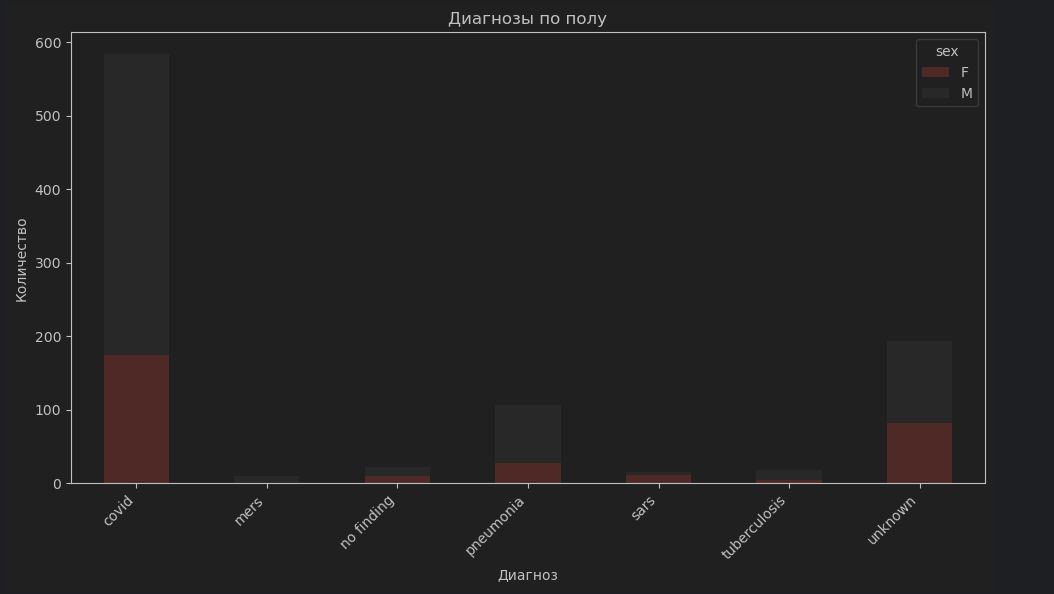 Диагнозы по полу
sex
F
M
600
500
400
300
200
100
0
Количество
covid
mers
no finding
pneumonia
sars
tuberculosis
unknown
Диагноз